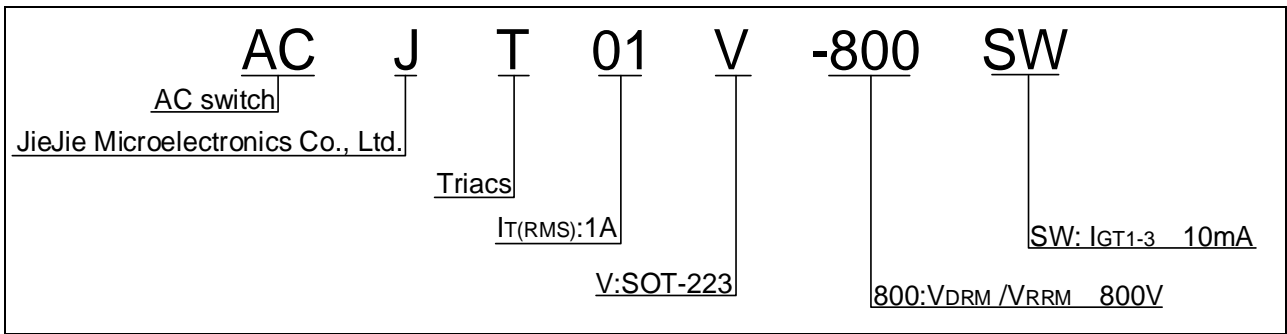 AC J T 01 V -800 SW
AC switch
JieJie Microelectronics Co., Ltd.
Triacs
IT(RMS):1A
SW: IGT1-3 10mA
V:SOT-223
800:VDRM /VRRM 800V